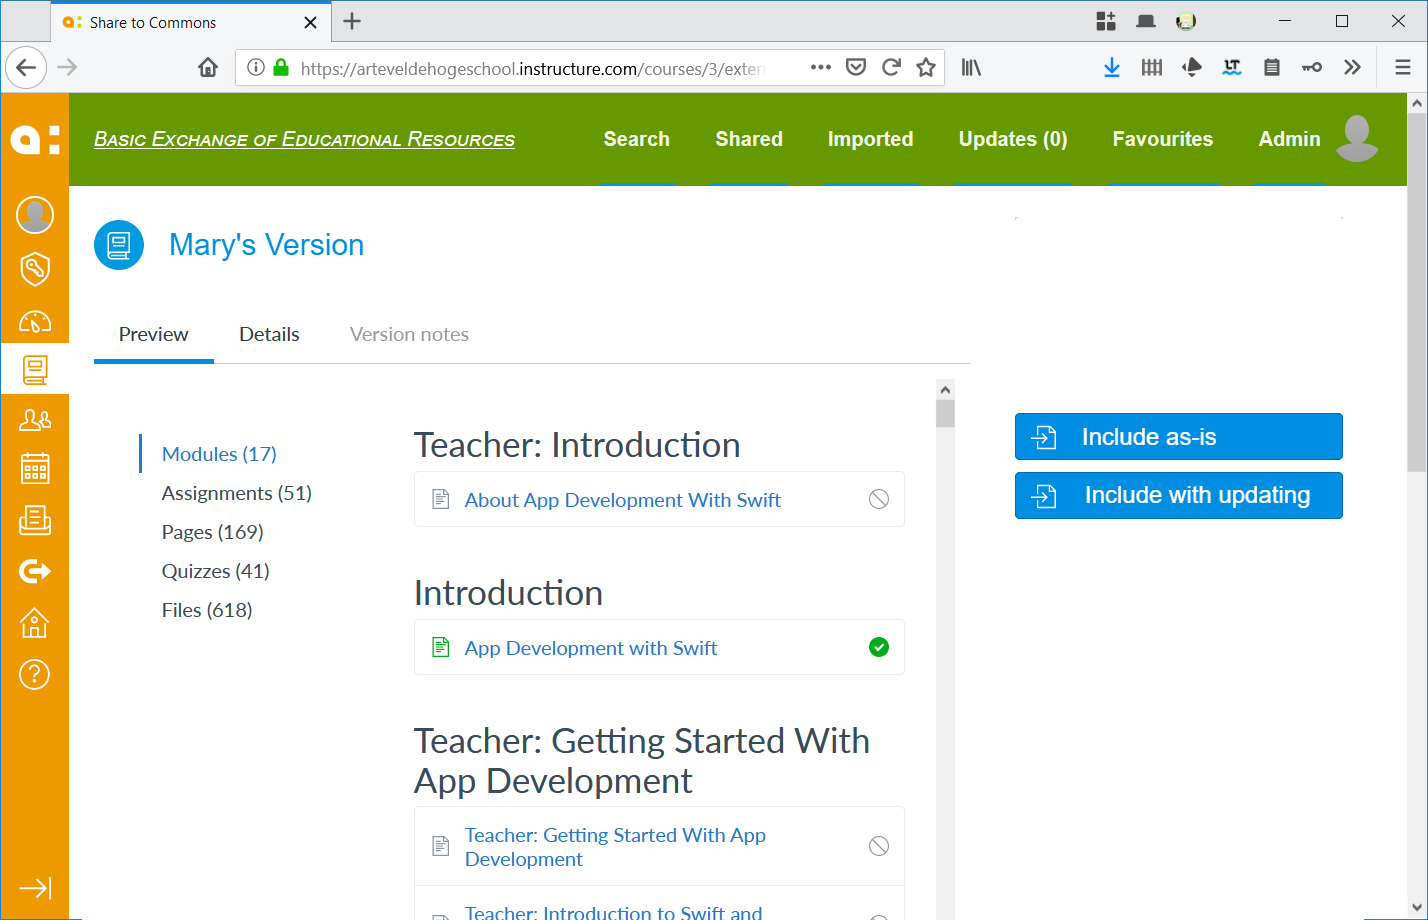 Share to Commons
https://arteveldehogeschool.instructure.com/courses/3/exter
LT
a:
BASIC EXCHANGE OF EDUCATIONAL RESOURCES
Search
Shared
Imported
Updates (0)
Favourites
Admin
Mary's Version
Preview
Details
Version notes
Modules (17)
Assignments (51)
Pages (169)
Quizzes (41)
Files (618)
Teacher: Introduction
About App Development With Swift
Introduction
App Development with Swift
Teacher: Getting Started With
App Development
Teacher: Getting Started With App
Development
Teacher: Introduction to Swift and
Include as-is
Include with updating